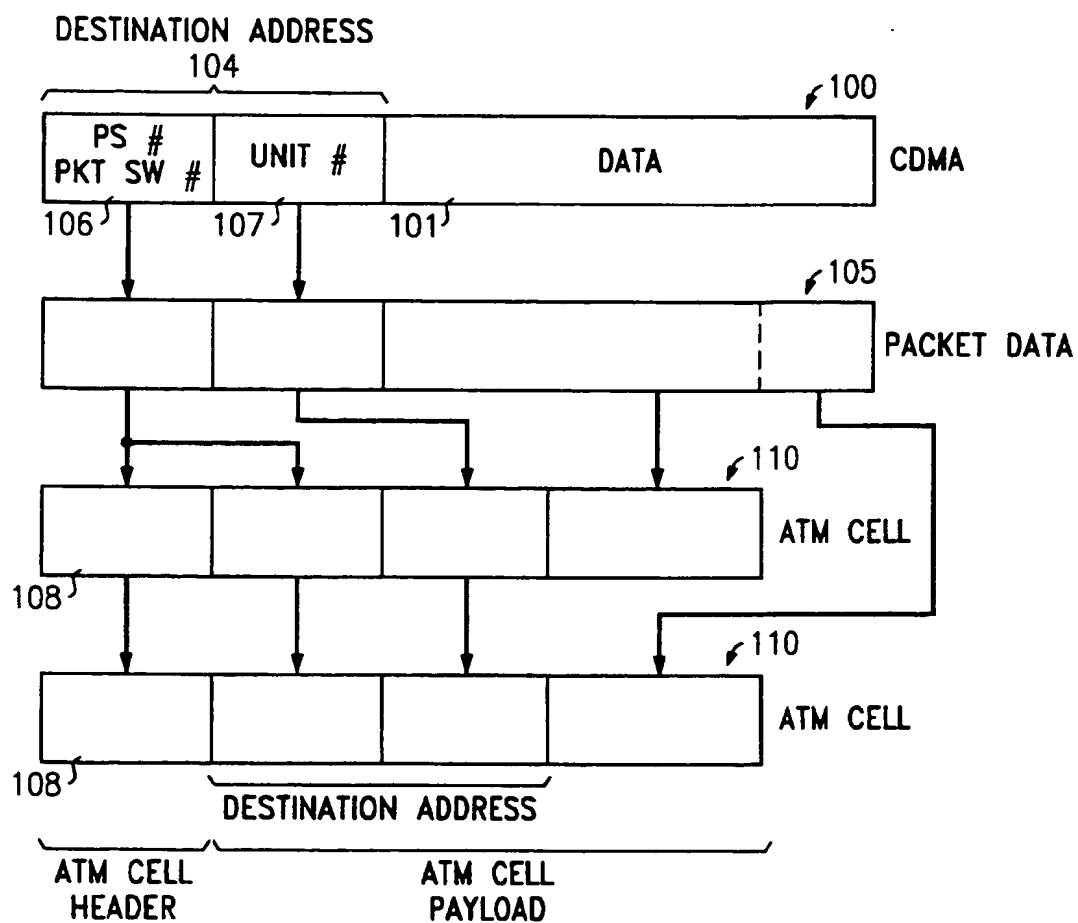 DESTINATION ADDRESS
104
100
PS #
PKT SW #
UNIT #
DATA
CDMA
106
107
101
105
PACKET DATA
110
ATM CELL
108
110
ATM CELL
108
DESTINATION ADDRESS
ATM CELL
HEADER
ATM CELL
PAYLOAD